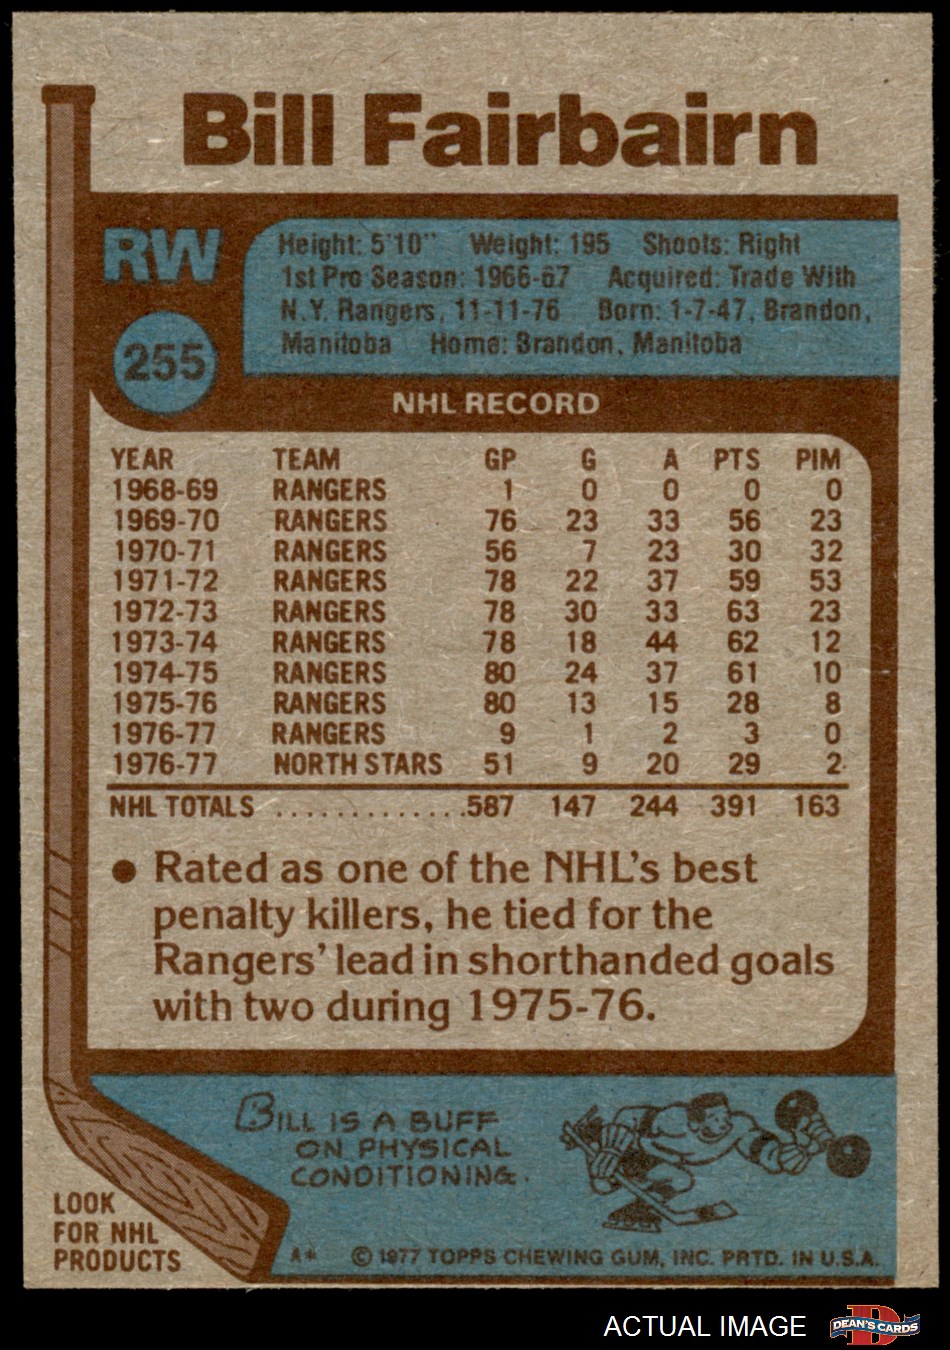 Bill Fairbairn
RW
255
Height: 5'10" Weight: 195 Shoots: Right
1st Pro Season: 1966-67 Acquired: Trade With
N.Y. Rangers, 11-11-76 Born: 1-7-47, Brandon,
Manitoba Home: Brandon, Manitoba
NHL RECORD
YEAR TEAM GP G A PTS PIM
1968-69 RANGERS 1 0 0 0 0
1969-70 RANGERS 76 23 33 56 23
1970-71 RANGERS 56 7 23 30 32
1971-72 RANGERS 78 22 37 59 53
1972-73 RANGERS 78 30 33 63 23
1973-74 RANGERS 78 18 44 62 12
1974-75 RANGERS 80 24 37 61 10
1975-76 RANGERS 80 13 15 28 8
1976-77 RANGERS 9 1 2 3 0
1976-77 NORTH STARS 51 9 20 29 2
NHL TOTALS .............587 147 244 391 163
● Rated as one of the NHL's best
penalty killers, he tied for the
Rangers' lead in shorthanded goals
with two during 1975-76.
BILL IS A BUFF
ON PHYSICAL
CONDITIONING.
LOOK
FOR NHL
PRODUCTS
A* © 1977 TOPPS CHEWING GUM, INC. PRTD. IN U.S.A.
ACTUAL IMAGE
DEAN'S CARDS